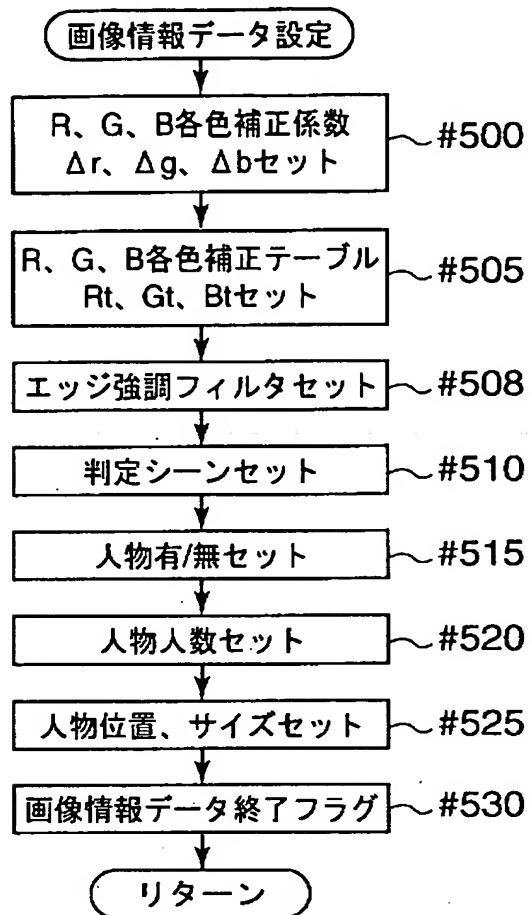 画像情報データ設定
R、G、B各色補正係数
Δr、Δg、Δbセット
#500
R、G、B各色補正テーブル
Rt、Gt、Btセット
#505
エッジ強調フィルタセット
#508
判定シーンセット
#510
人物有/無セット
#515
人物人数セット
#520
人物位置、サイズセット
#525
画像情報データ終了フラグ
#530
リターン